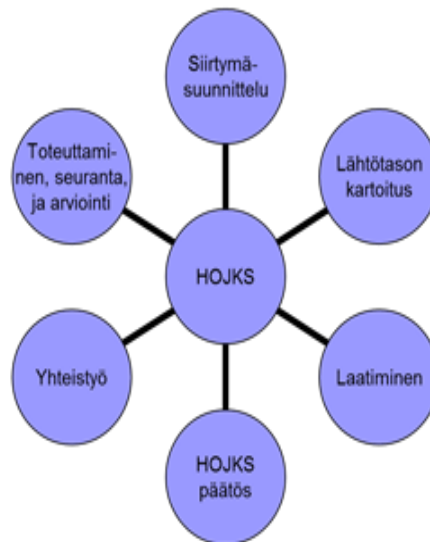 Siirtymä-
suunnittelu
Toteuttami-
nen, seuranta,
ja arviointi
Lähtötason
kartoitus
HOJKS
Yhteistyö
Laatiminen
HOJKS
päätös